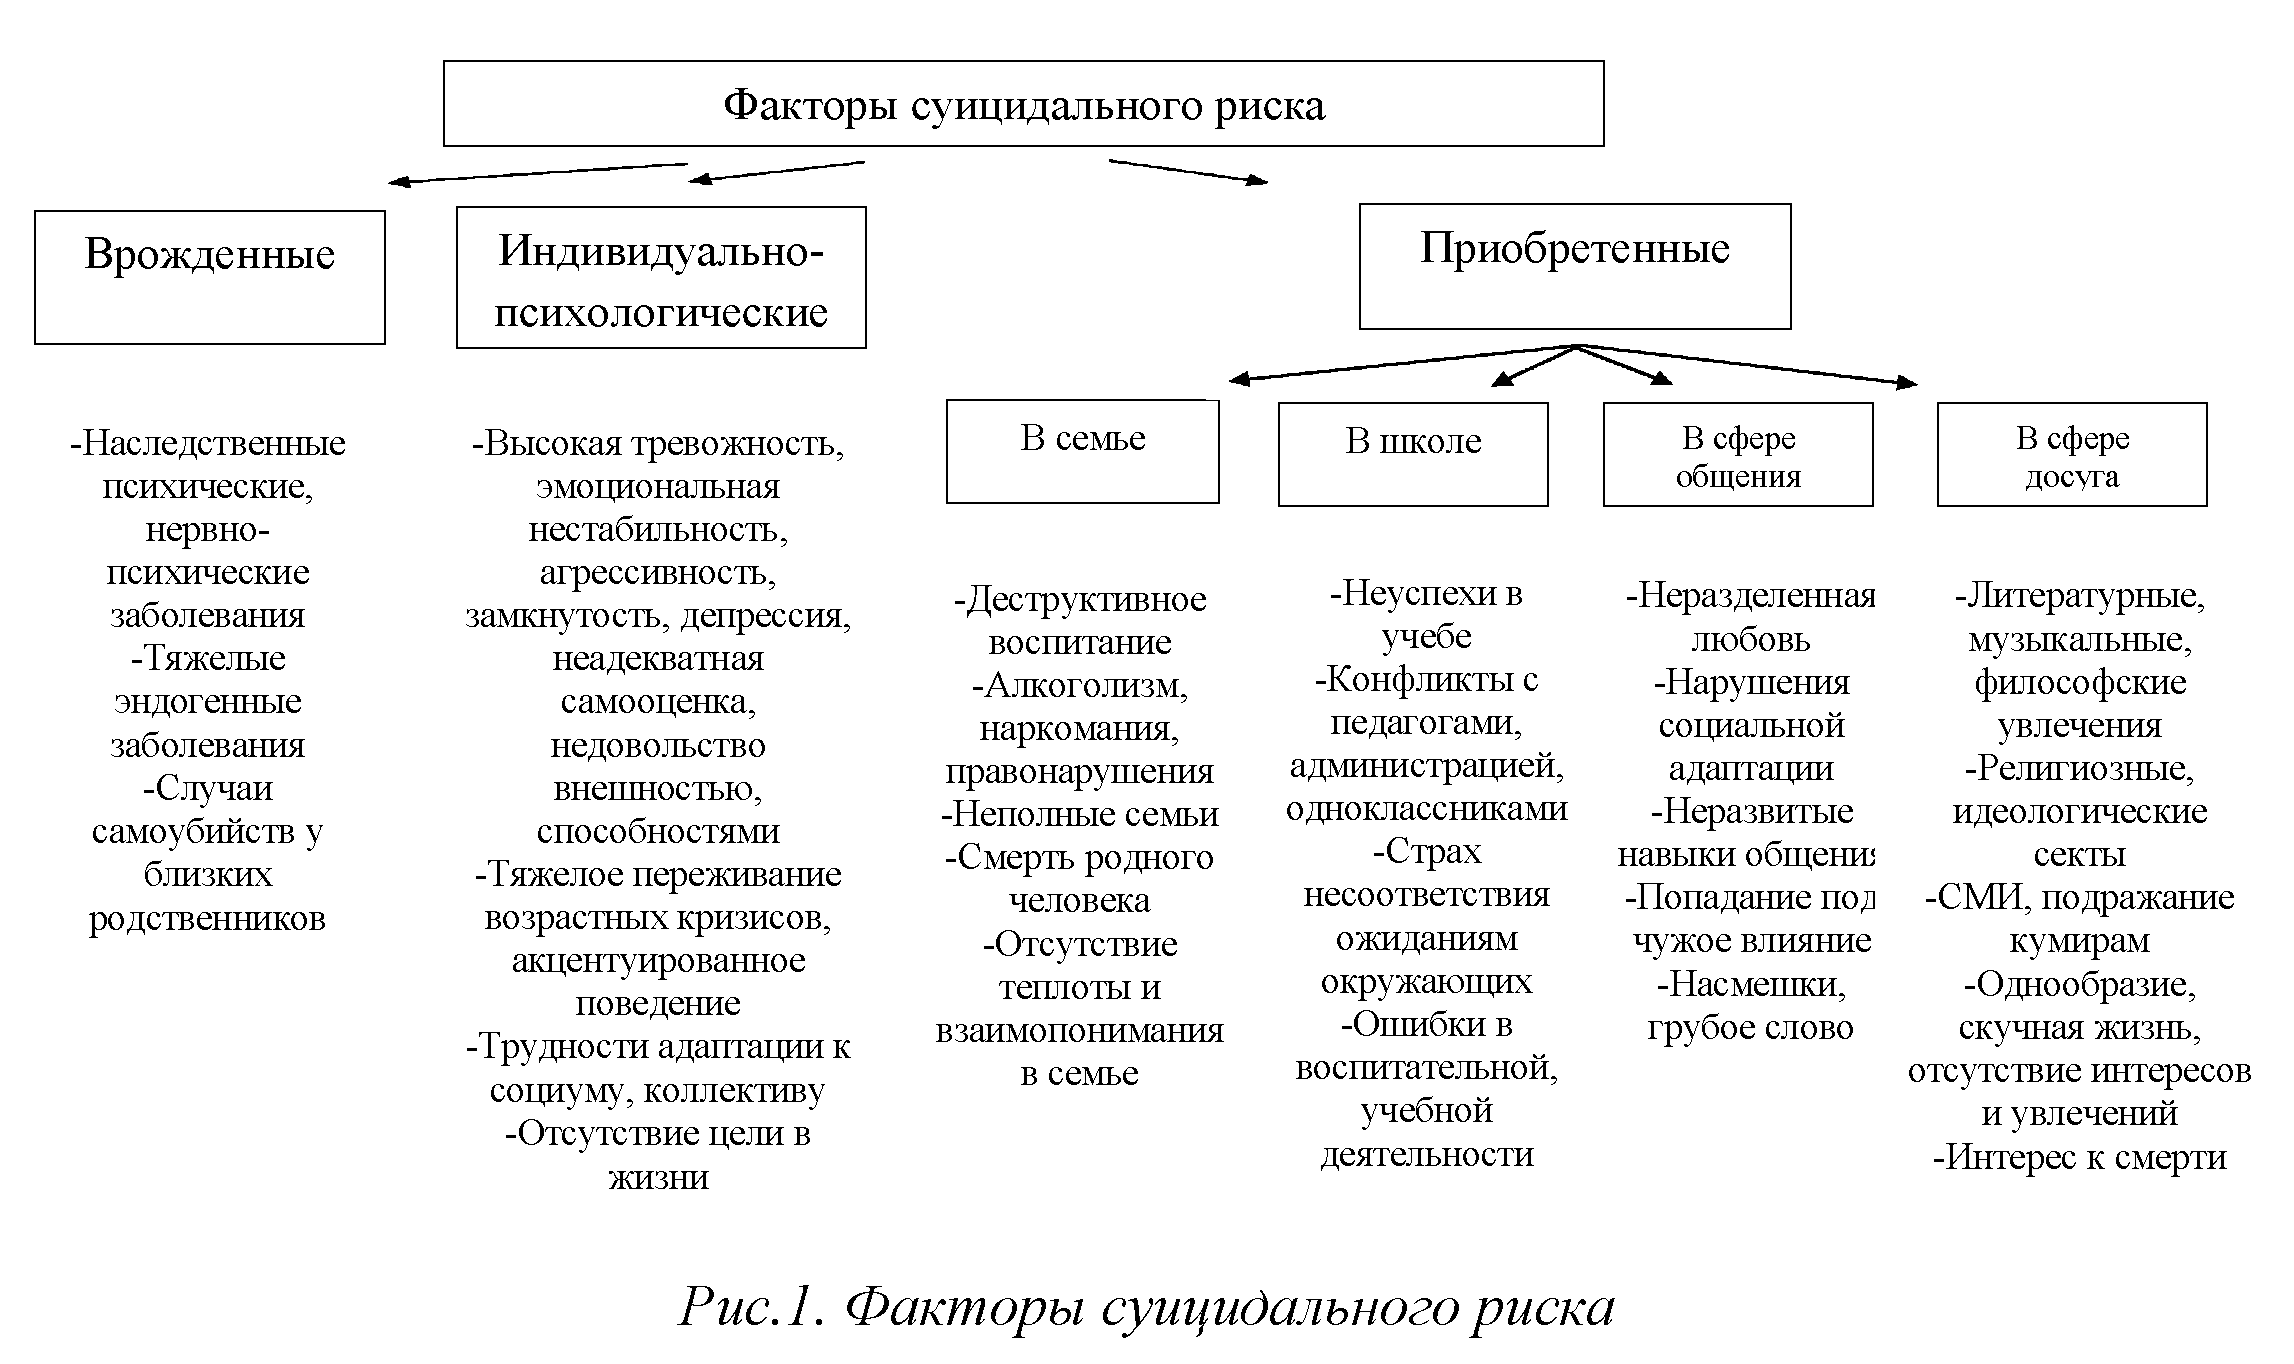 Факторы суицидального риска
Врожденные
Индивидуально-
психологические
Приобретенные
-Наследственные
психические,
нервно-
психические
заболевания
-Тяжелые
эндогенные
заболевания
-Случаи
самоубийств у
близких
родственников
-Высокая тревожность,
эмоциональная
нестабильность,
агрессивность,
замкнутость, депрессия,
неадекватная
самооценка,
недовольство
внешностью,
способностями
-Тяжелое переживание
возрастных кризисов,
акцентуированное
поведение
-Трудности адаптации к
социуму, коллективу
-Отсутствие цели в
жизни
В семье
-Деструктивное
воспитание
-Алкоголизм,
наркомания,
правонарушения
-Неполные семьи
-Смерть родного
человека
-Отсутствие
теплоты и
взаимопонимания
в семье
В школе
-Неуспехи в
учебе
-Конфликты с
педагогами,
администрацией,
одноклассниками
-Страх
несоответствия
ожиданиям
окружающих
-Ошибки в
воспитательной,
учебной
деятельности
В сфере
общения
-Неразделенная
любовь
-Нарушения
социальной
адаптации
-Неразвитые
навыки общения
-Попадание под
чужое влияние
-Насмешки,
грубое слово
В сфере
досуга
-Литературные,
музыкальные,
философские
увлечения
-Религиозные,
идеологические
секты
-СМИ, подражание
кумирам
-Однообразие,
скучная жизнь,
отсутствие интересов
и увлечений
-Интерес к смерти
Рис.1. Факторы суицидального риска